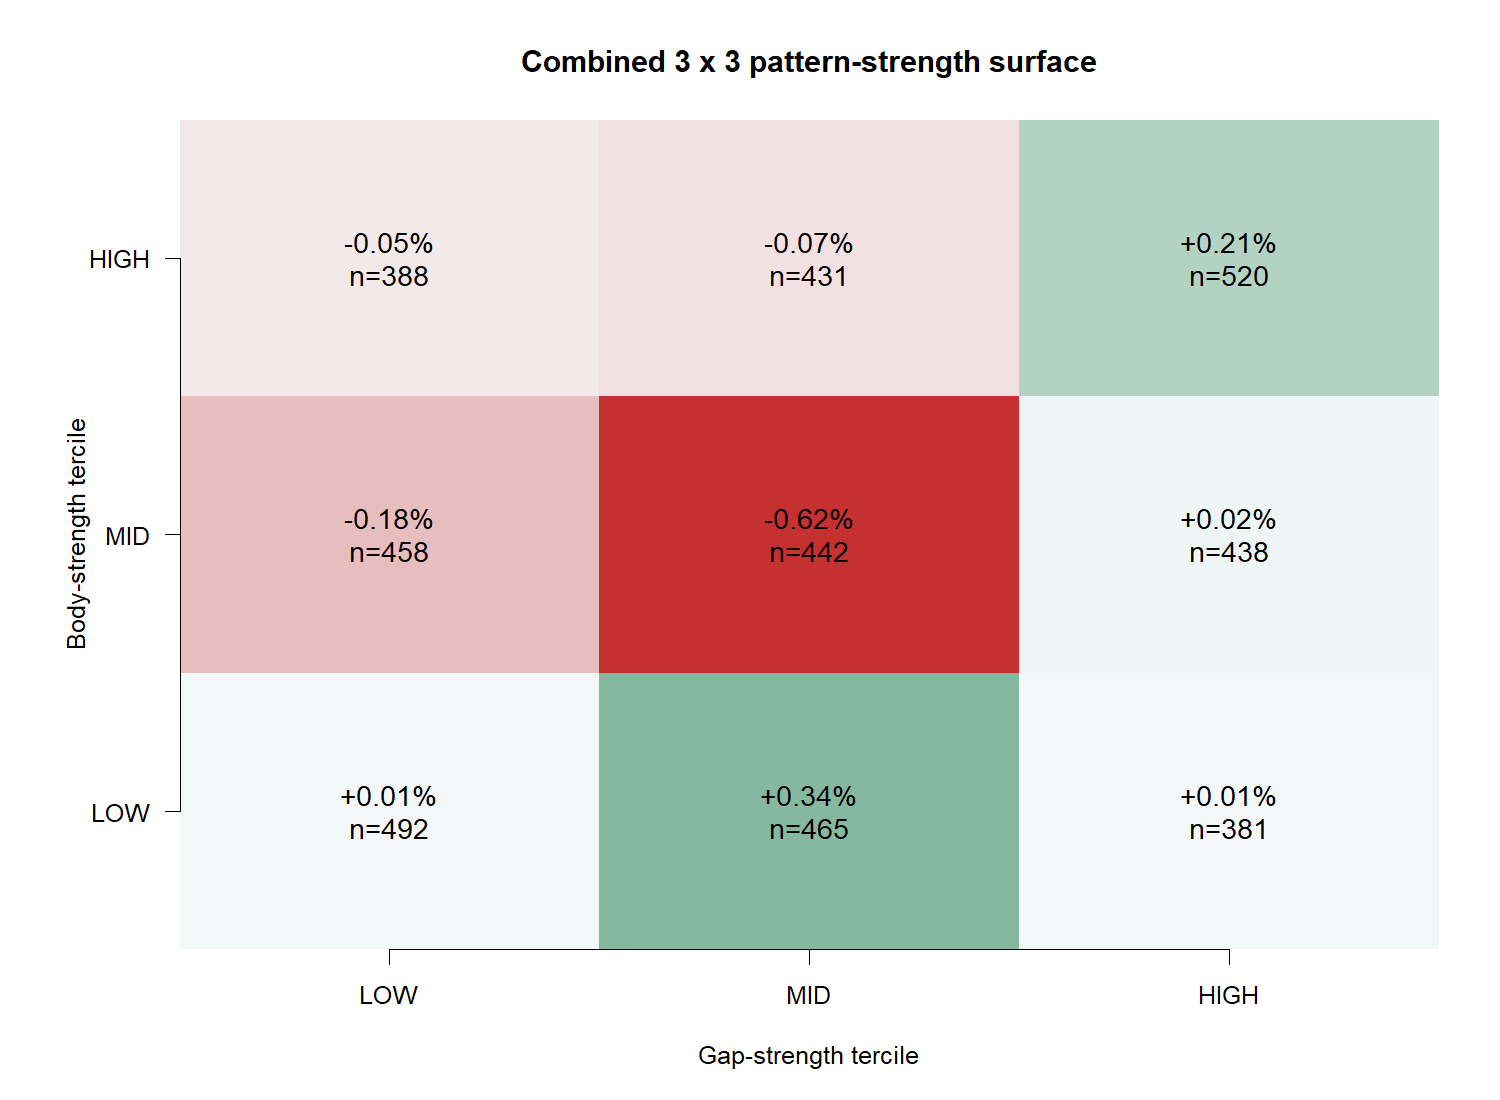 Combined 3 x 3 pattern-strength surface
Body-strength tercile
HIGH
-0.05%
n=388
-0.07%
n=431
+0.21%
n=520
MID
-0.18%
n=458
-0.62%
n=442
+0.02%
n=438
LOW
+0.01%
n=492
+0.34%
n=465
+0.01%
n=381
LOW
MID
HIGH
Gap-strength tercile